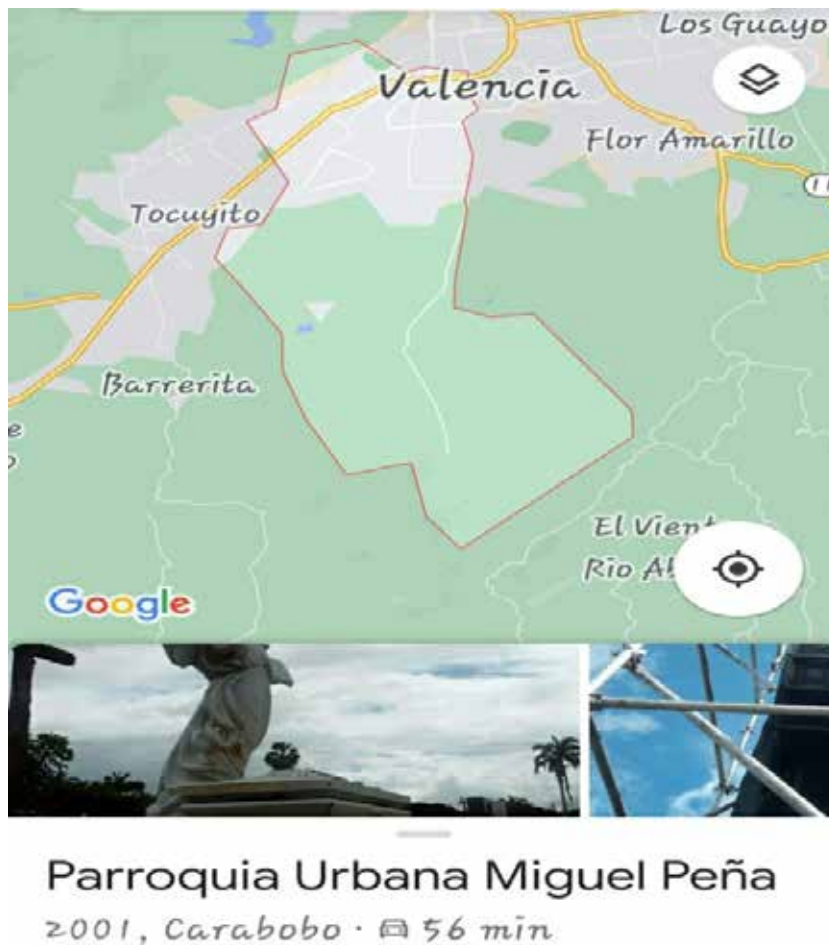 Los Guayo
Valencia
Flor Amarillo
Tocuyito
Barrerita
El Vient
Rio A
Google
Parroquia Urbana Miguel Peña
2001, Carabobo · 56 min